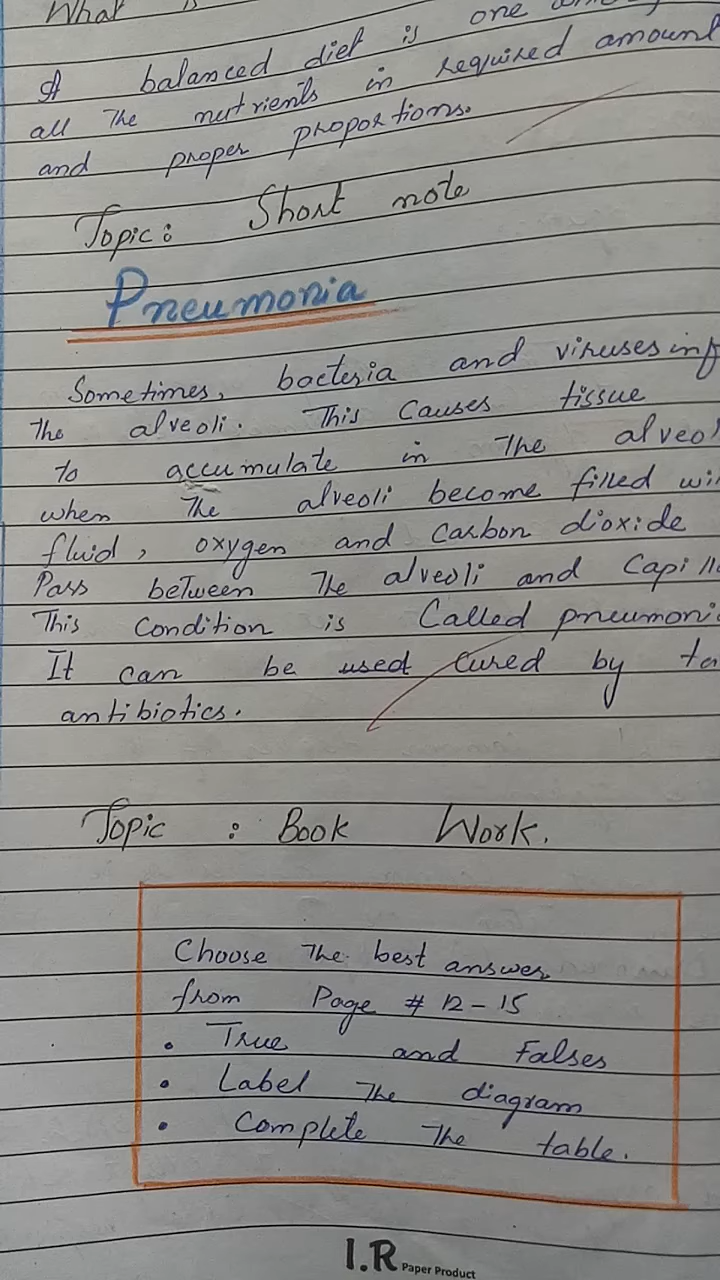 What is
A balanced diet is one
all the nutrients in required amount
and proper proportions.
Topic: Short note
Pneumonia
Sometimes, bacteria and viruses inf
the alveoli. This causes tissue
to accumulate in the alveol
when the alveoli become filled wi
fluid, oxygen and carbon dioxide
Pass between the alveoli and capill
This condition is called pneumoni
It can be used cured by ta
antibiotics.
Topic : Book Work.
Choose the best answer
from Page # 12-15
• True and Falses
• Label the diagram
• Complete the table.
I.R Paper Product